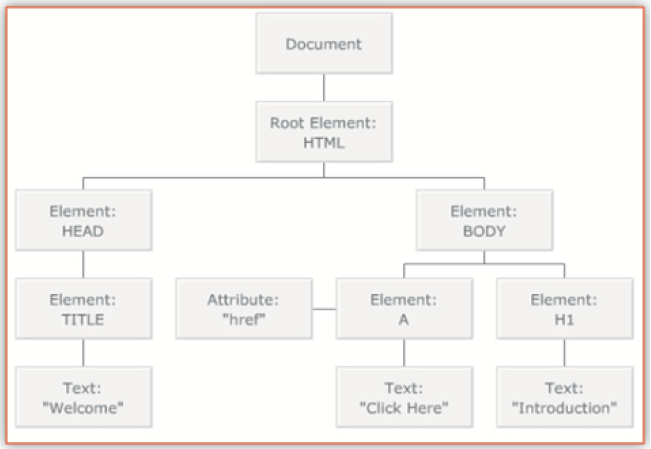 Document
Root Element:
HTML
Element:
HEAD
Element:
BODY
Element:
TITLE
Attribute:
"href"
Element:
A
Element:
H1
Text:
"Welcome"
Text:
"Click Here"
Text:
"Introduction"